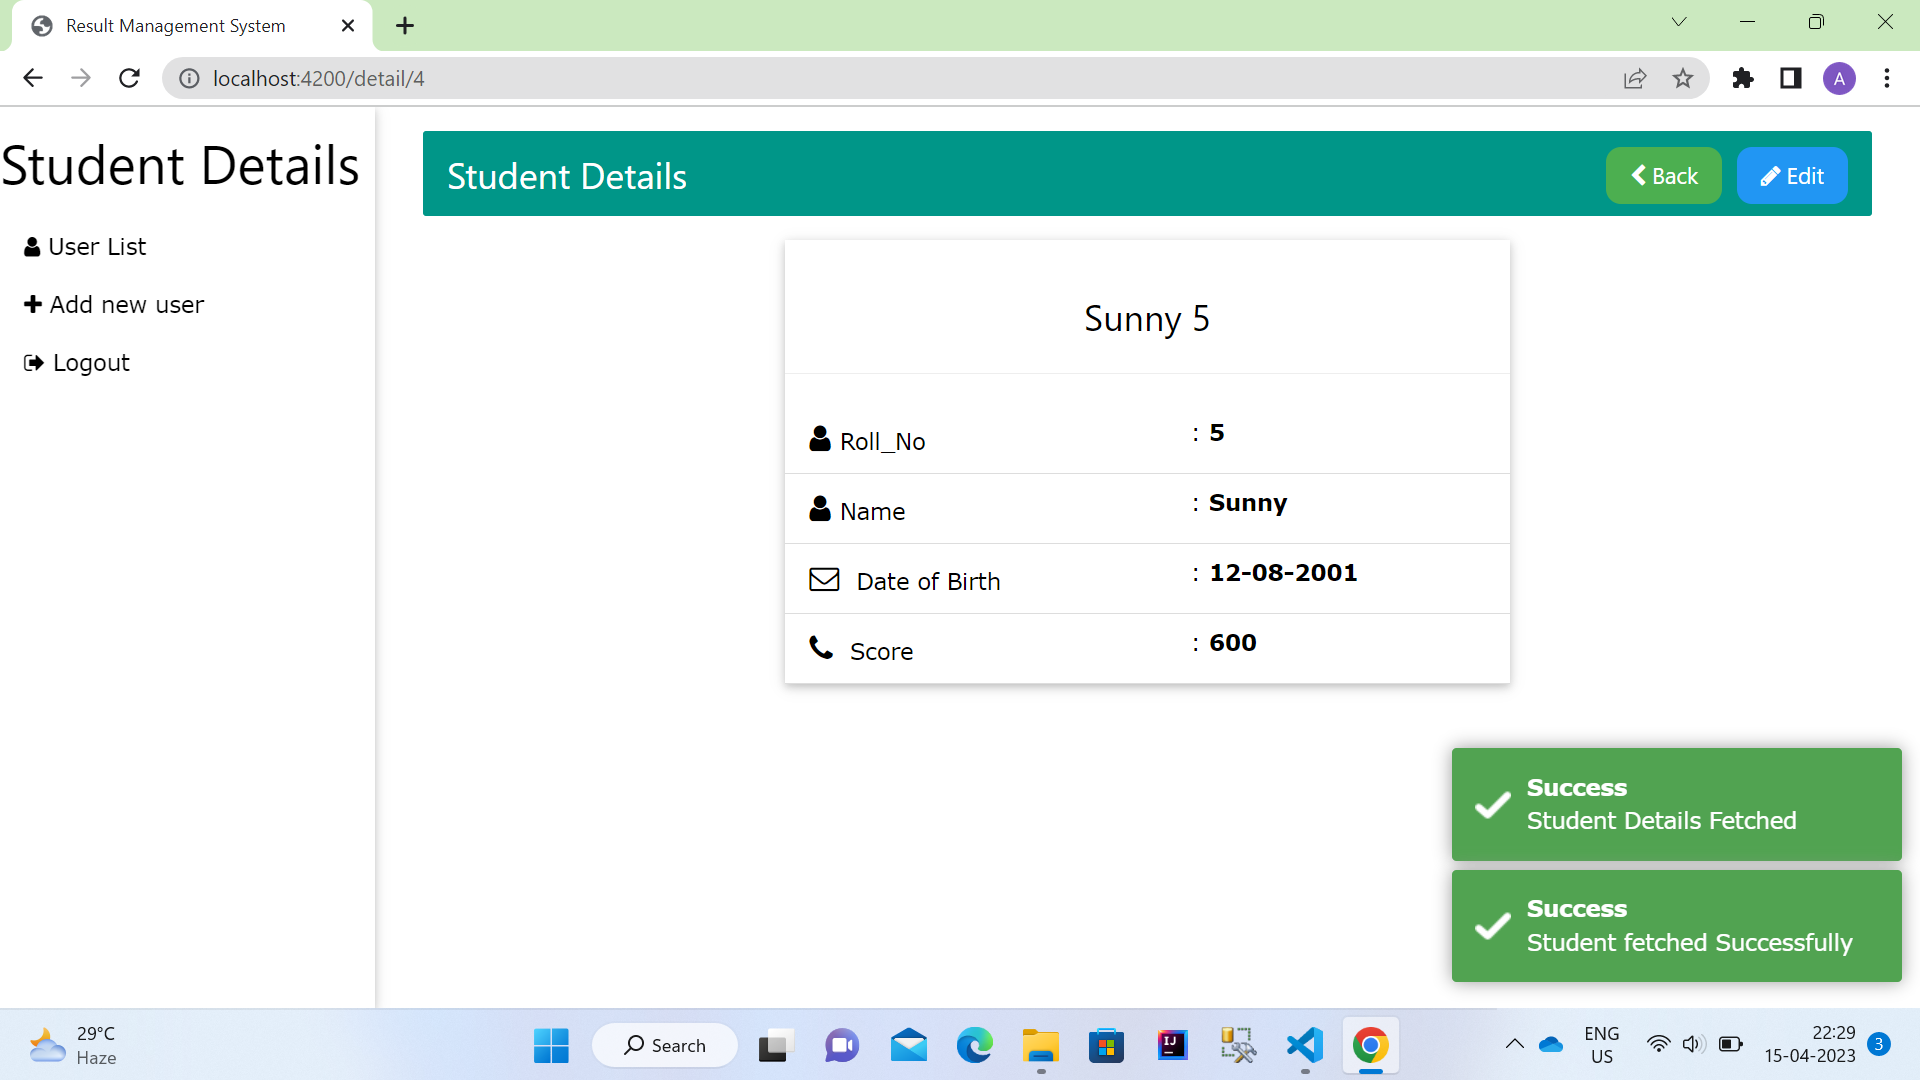 Result Management System
localhost:4200/detail/4
A
Student Details
User List
Add new user
Logout
Student Details
Back
Edit
Sunny 5
Roll_No : 5
Name : Sunny
Date of Birth : 12-08-2001
Score : 600
Success
Student Details Fetched
Success
Student fetched Successfully
29°C
Haze
Search
IJ
ENG
US
22:29
15-04-2023
3